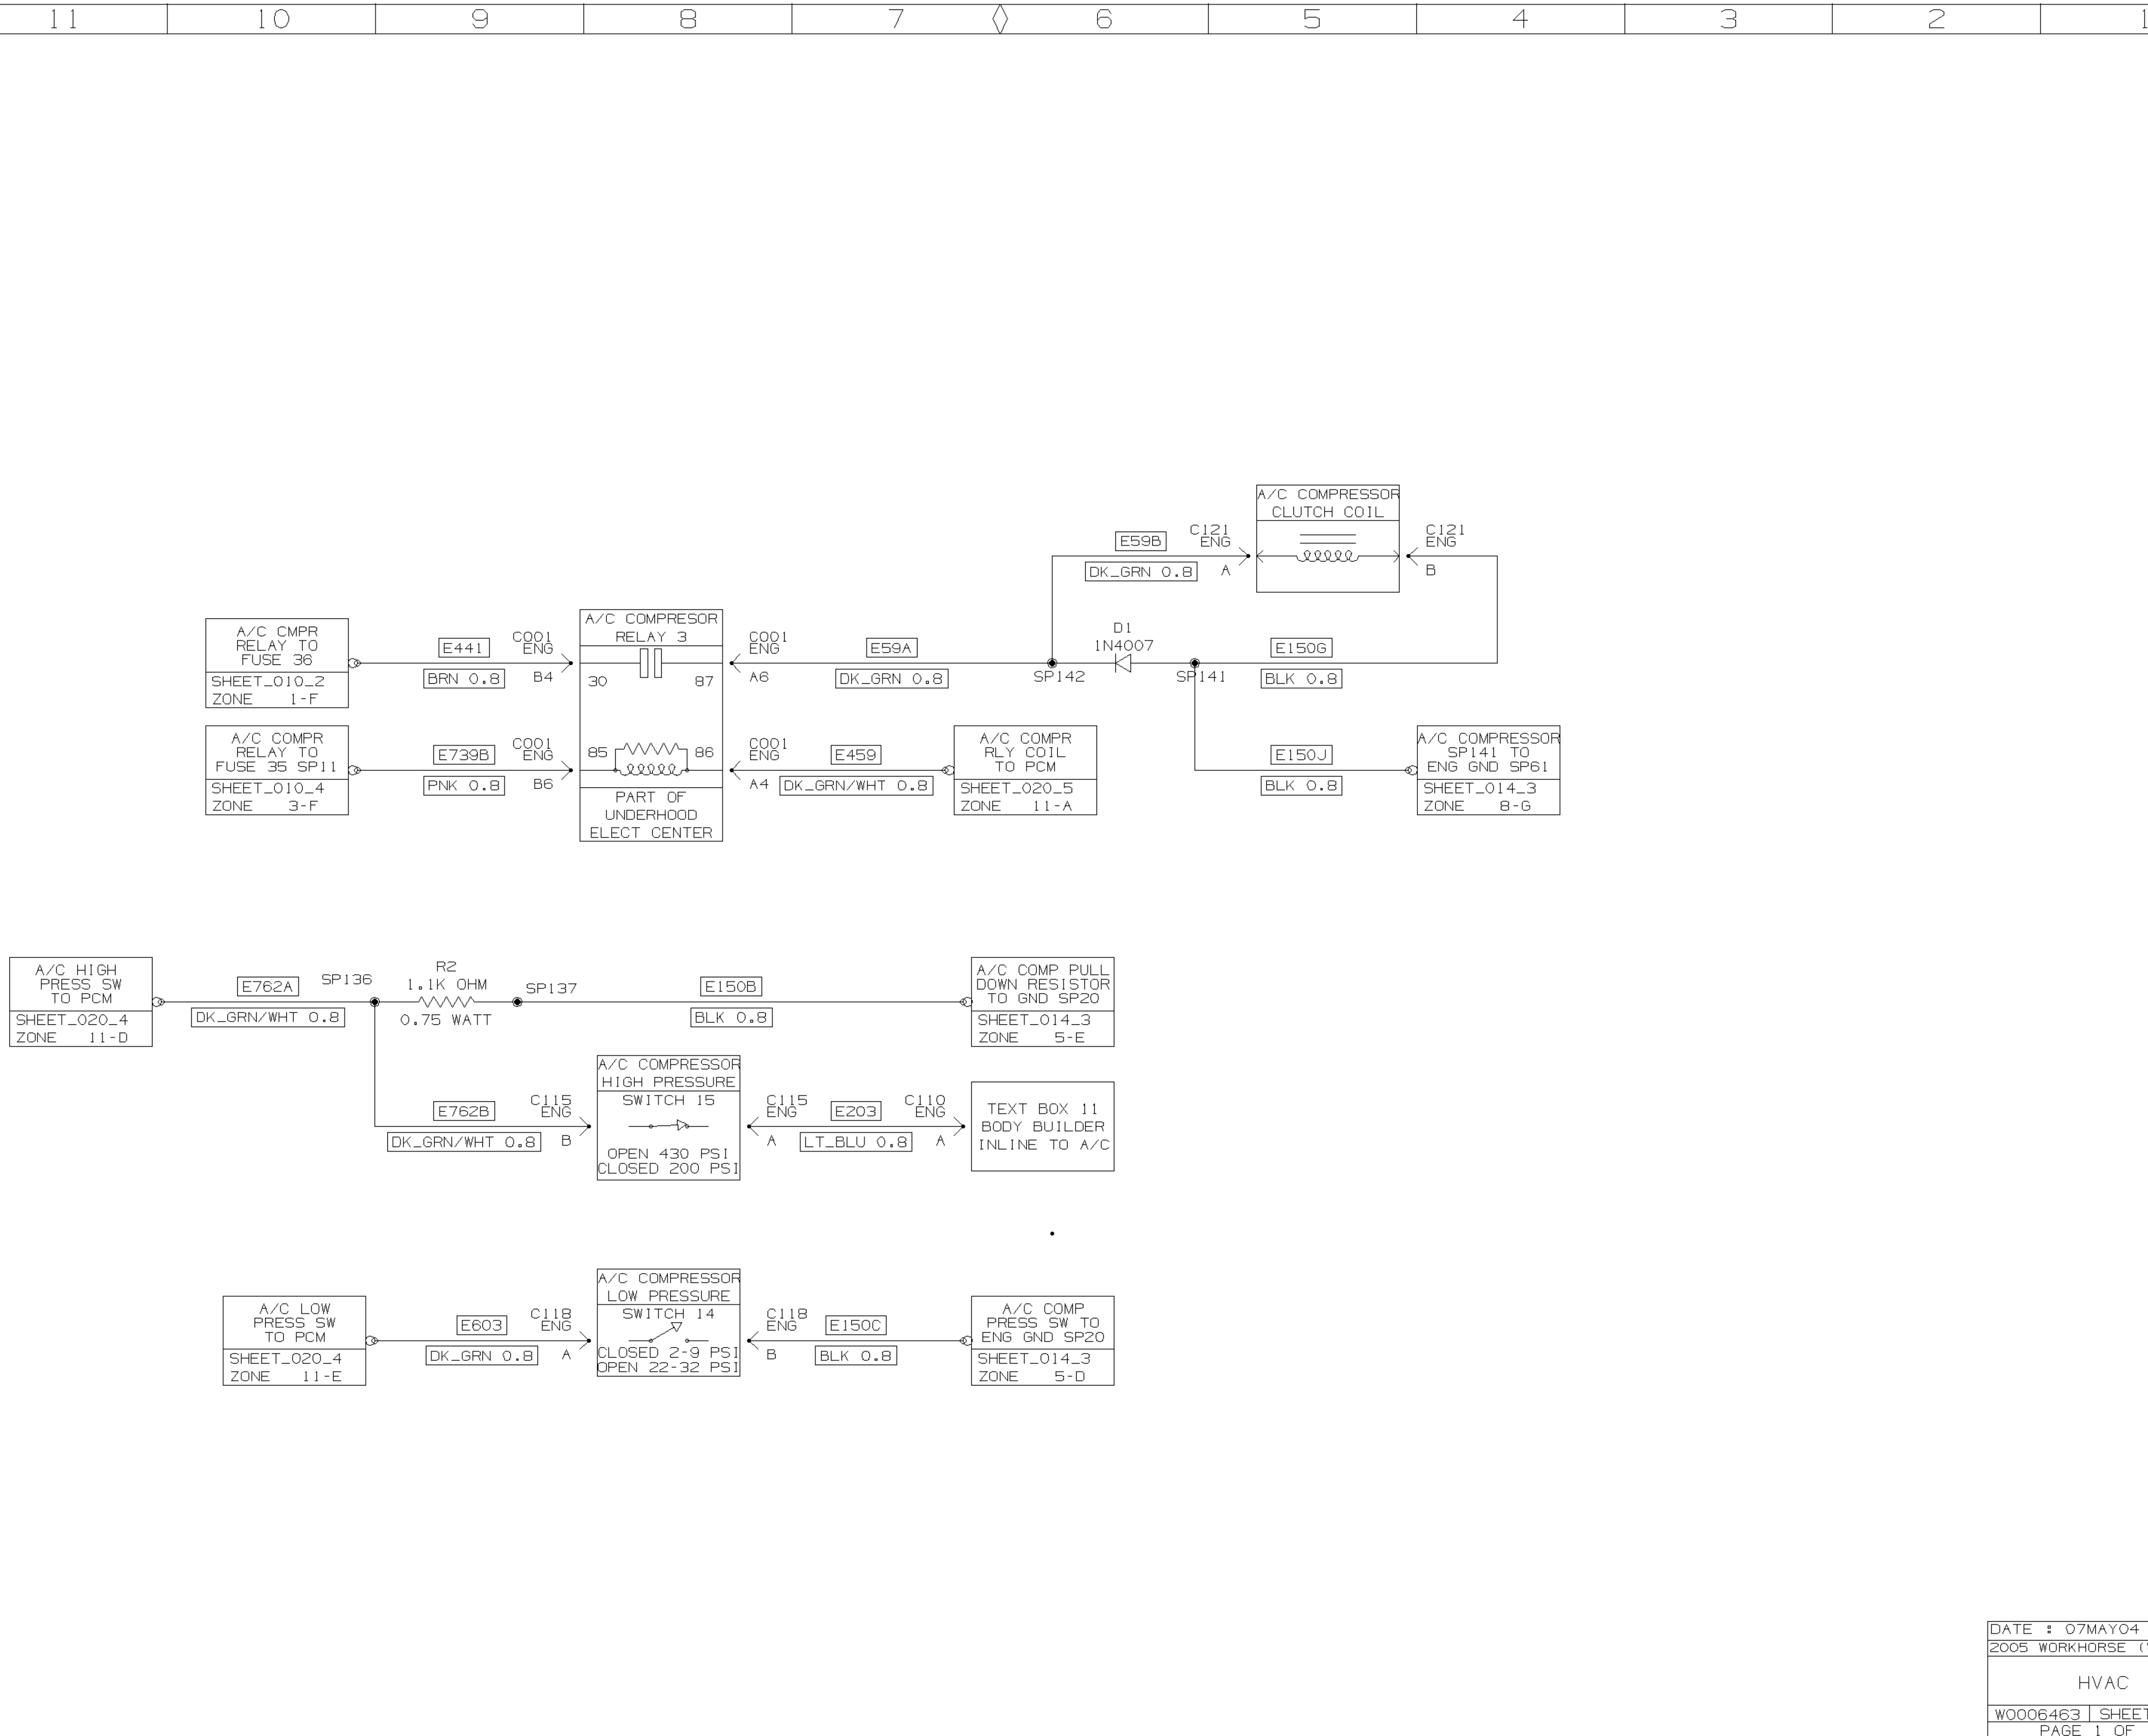 11 10 9 8 7 6 5 4 3 2 1
A/C COMPRESSOR
CLUTCH COIL
E59B
DK_GRN 0.8
C121
ENG
A
C121
ENG
B
A/C CMPR
RELAY TO
FUSE 36
SHEET_010_2
ZONE 1-F
E441
BRN 0.8
C001
ENG
B4
A/C COMPRESOR
RELAY 3
30 87
C001
ENG
A6
E59A
DK_GRN 0.8
SP142
D1
1N4007
SP141
E150G
BLK 0.8
A/C COMPR
RELAY TO
FUSE 35 SP11
SHEET_010_4
ZONE 3-F
E739B
PNK 0.8
C001
ENG
B6
85 86
PART OF
UNDERHOOD
ELECT CENTER
C001
ENG
A4
E459
DK_GRN/WHT 0.8
A/C COMPR
RLY COIL
TO PCM
SHEET_020_5
ZONE 11-A
E150J
BLK 0.8
A/C COMPRESSOR
SP141 TO
ENG GND SP61
SHEET_014_3
ZONE 8-G
A/C HIGH
PRESS SW
TO PCM
SHEET_020_4
ZONE 11-D
E762A
DK_GRN/WHT 0.8
SP136
R2
1.1K OHM
0.75 WATT
SP137
E150B
BLK 0.8
A/C COMP PULL
DOWN RESISTOR
TO GND SP20
SHEET_014_3
ZONE 5-E
E762B
DK_GRN/WHT 0.8
C115
ENG
B
A/C COMPRESSOR
HIGH PRESSURE
SWITCH 15
OPEN 430 PSI
CLOSED 200 PSI
C115
ENG
A
E203
LT_BLU 0.8
C110
ENG
A
TEXT BOX 11
BODY BUILDER
INLINE TO A/C
A/C LOW
PRESS SW
TO PCM
SHEET_020_4
ZONE 11-E
E603
DK_GRN 0.8
C118
ENG
A
A/C COMPRESSOR
LOW PRESSURE
SWITCH 14
CLOSED 2-9 PSI
OPEN 22-32 PSI
C118
ENG
B
E150C
BLK 0.8
A/C COMP
PRESS SW TO
ENG GND SP20
SHEET_014_3
ZONE 5-D
DATE : 07MAY04
2005 WORKHORSE (
HVAC
W0006463 SHEET
PAGE 1 OF